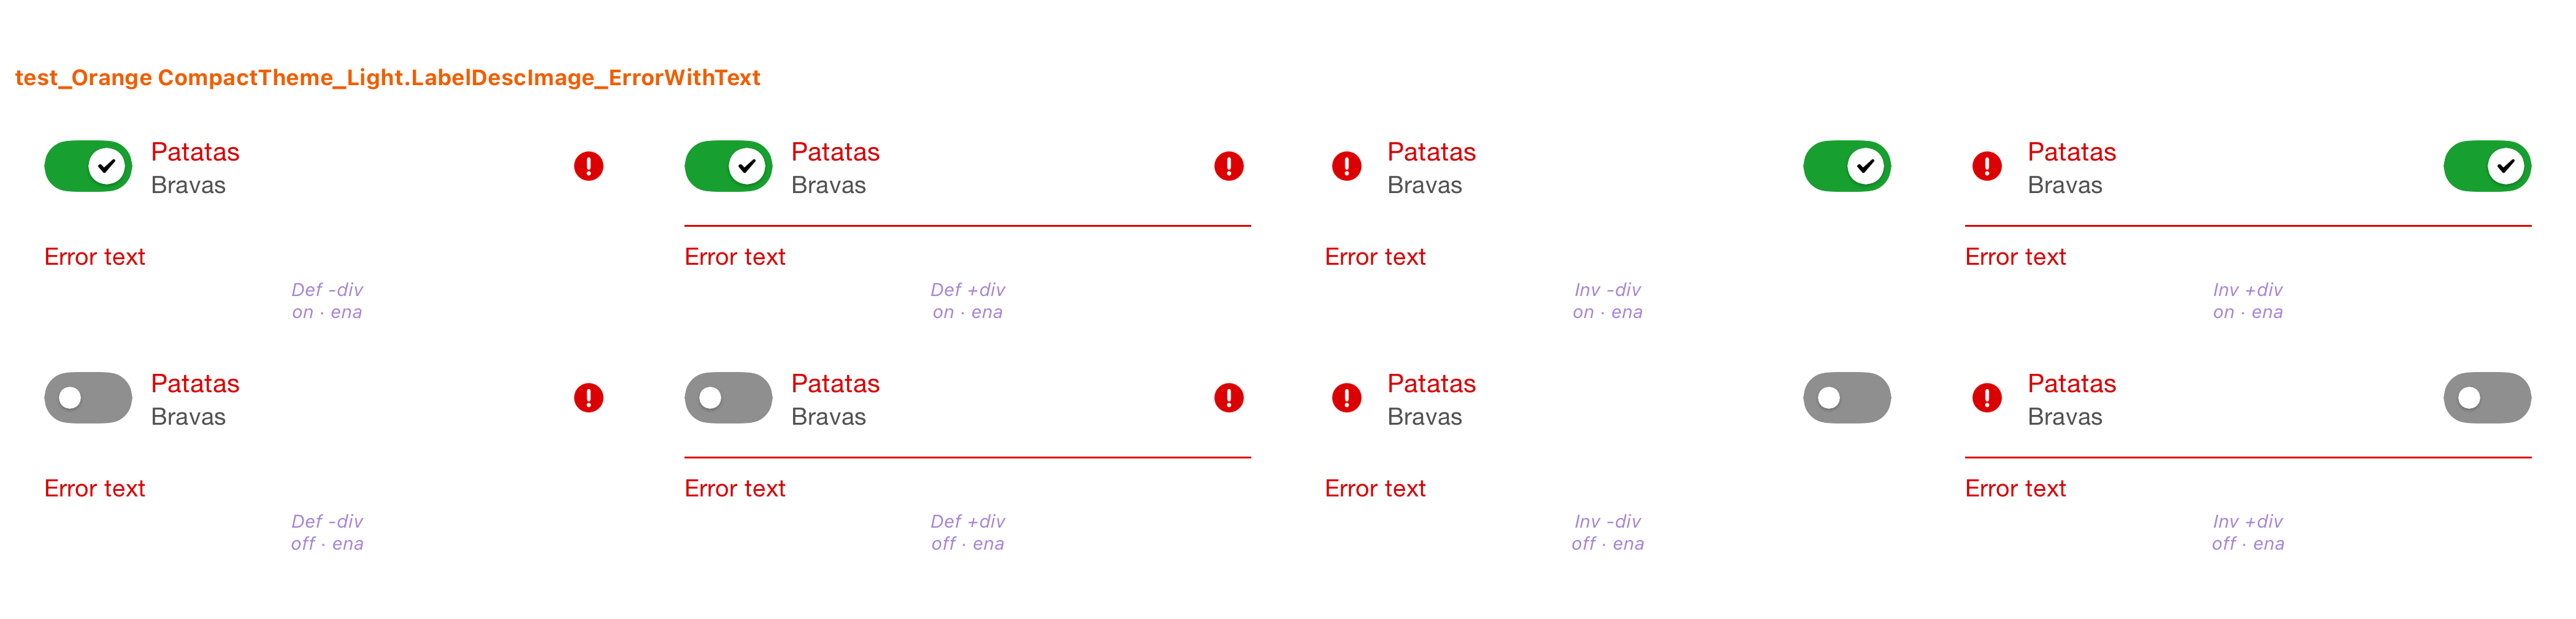 test_Orange CompactTheme_Light.LabelDescImage_ErrorWithText
Patatas
Bravas
Error text
Def -div
on · ena
Patatas
Bravas
Error text
Def +div
on · ena
Patatas
Bravas
Error text
Inv -div
on · ena
Patatas
Bravas
Error text
Inv +div
on · ena
Patatas
Bravas
Error text
Def -div
off · ena
Patatas
Bravas
Error text
Def +div
off · ena
Patatas
Bravas
Error text
Inv -div
off · ena
Patatas
Bravas
Error text
Inv +div
off · ena